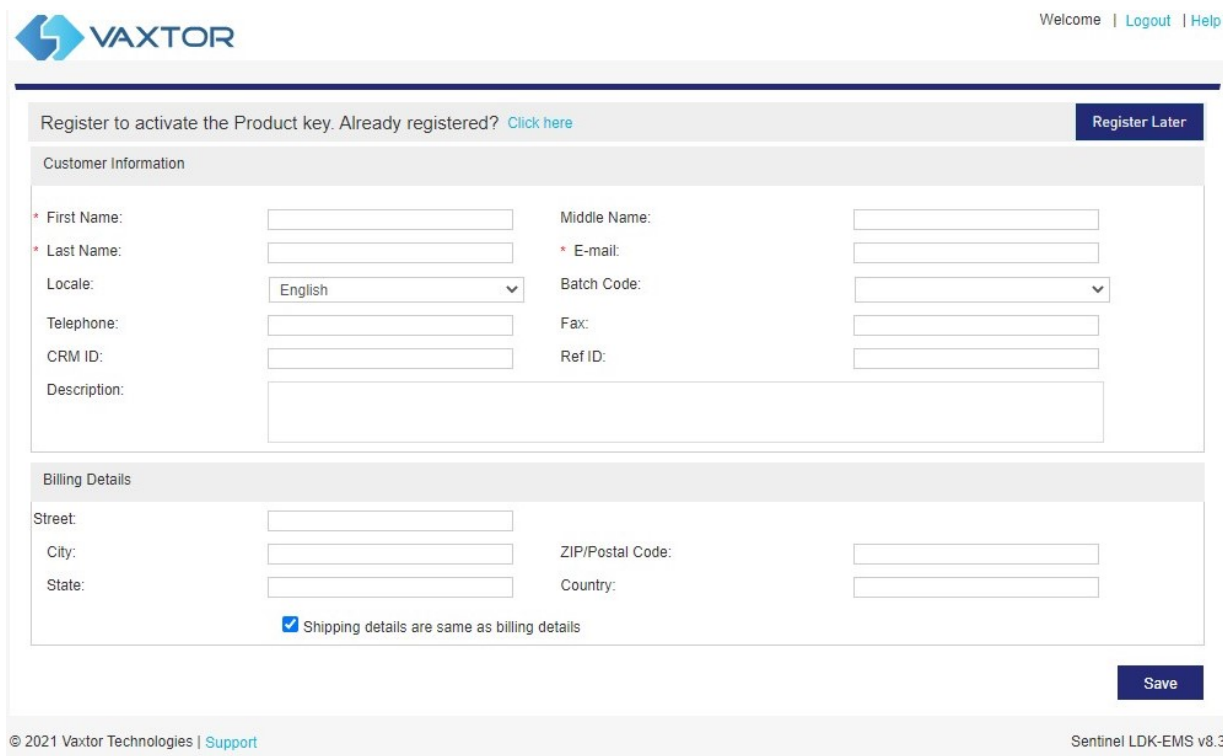 VAXTOR
Welcome | Logout | Help
Register to activate the Product key. Already registered? Click here
Register Later
Customer Information
* First Name:
Middle Name:
* Last Name:
* E-mail:
Locale:
English
Batch Code:
Telephone:
Fax:
CRM ID:
Ref ID:
Description:
Billing Details
Street:
City:
ZIP/Postal Code:
State:
Country:
Shipping details are same as billing details
Save
© 2021 Vaxtor Technologies | Support
Sentinel LDK-EMS v8.3